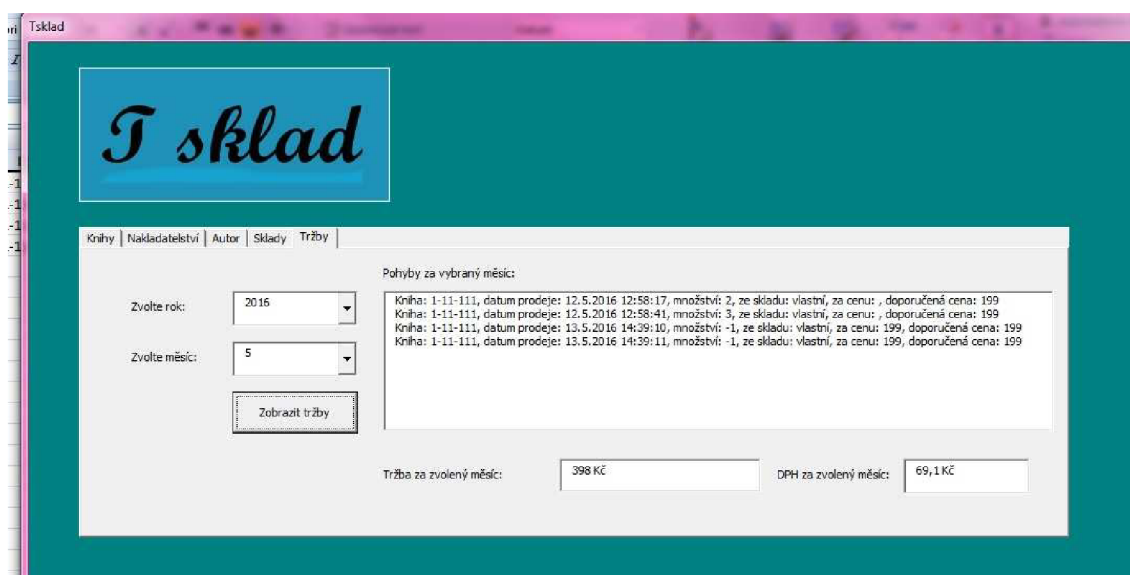 Tsklad
T sklad
Knihy Nakladatelství Autor Sklady Tržby
Pohyby za vybraný měsíc:
Zvolte rok: 2016
Kniha: 1-11-111, datum prodeje: 12.5.2016 12:58:17, množství: 2, ze skladu: vlastní, za cenu: , doporučená cena: 199
Kniha: 1-11-111, datum prodeje: 12.5.2016 12:58:41, množství: 3, ze skladu: vlastní, za cenu: , doporučená cena: 199
Kniha: 1-11-111, datum prodeje: 13.5.2016 14:39:10, množství: -1, ze skladu: vlastní, za cenu: 199, doporučená cena: 199
Kniha: 1-11-111, datum prodeje: 13.5.2016 14:39:11, množství: -1, ze skladu: vlastní, za cenu: 199, doporučená cena: 199
Zvolte měsíc: 5
Zobrazit tržby
Tržba za zvolený měsíc: 398 Kč DPH za zvolený měsíc: 69,1 Kč